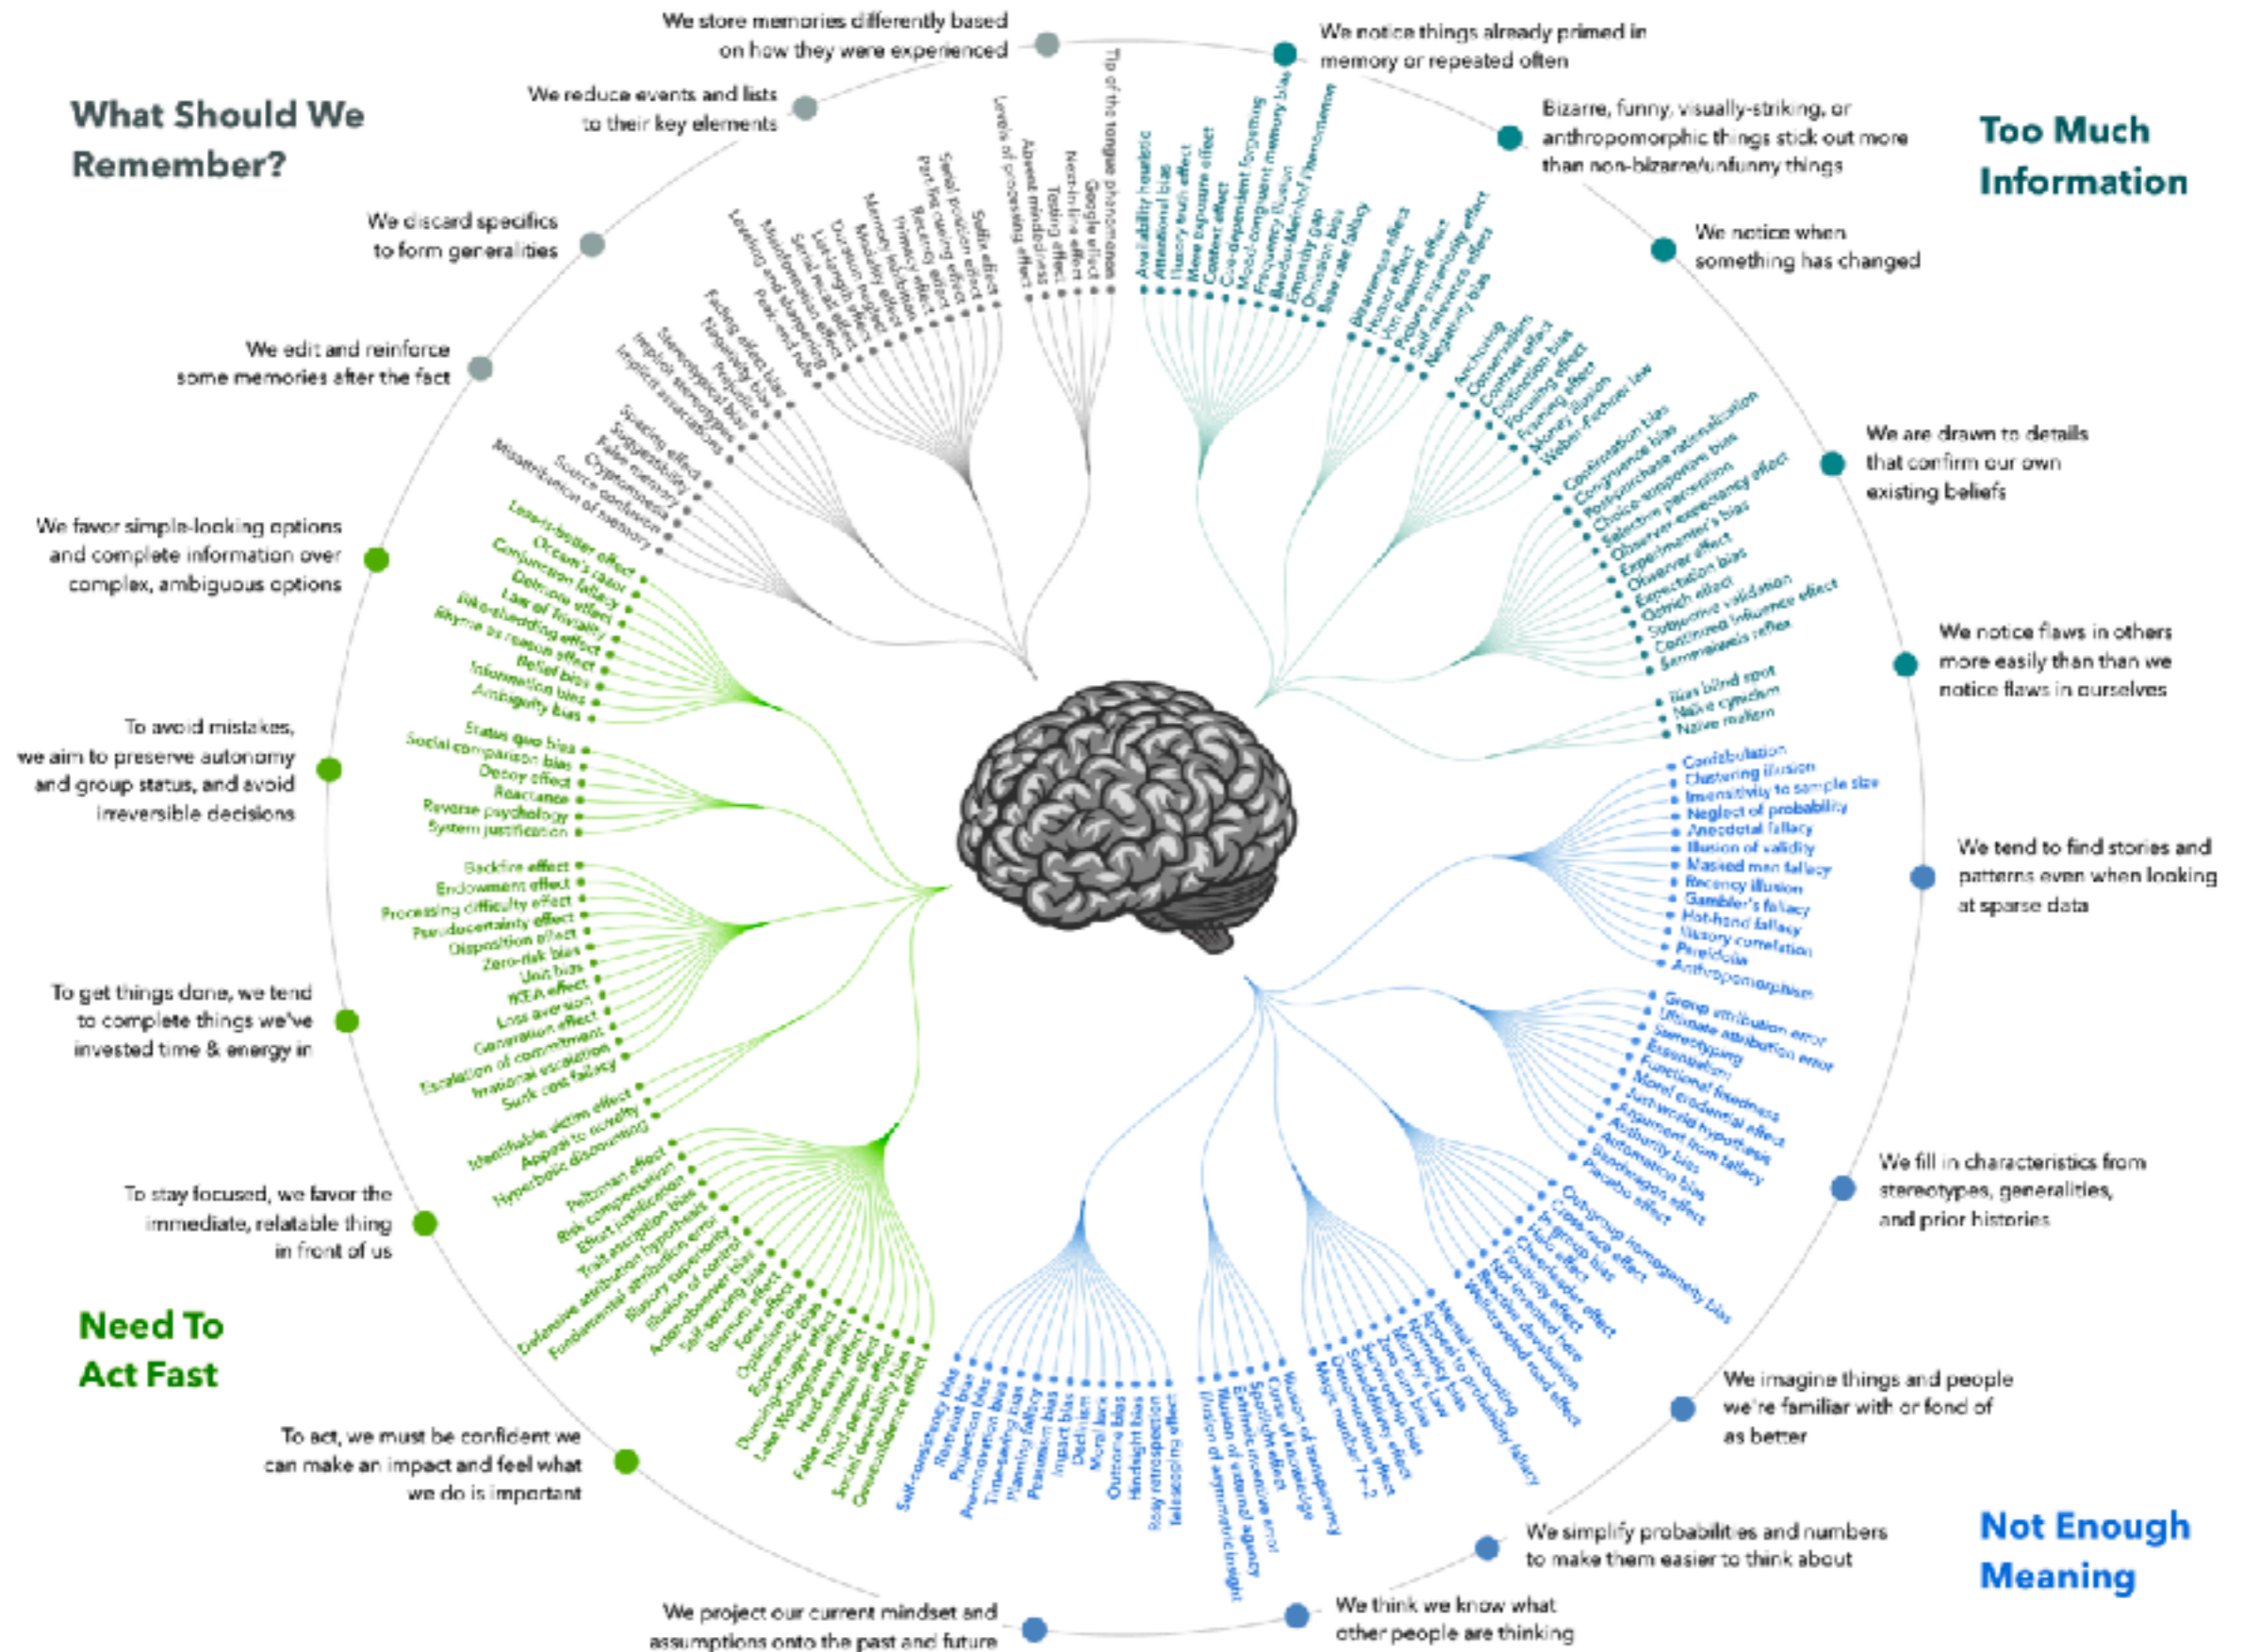 What Should We
Remember?
We store memories differently based
on how they were experienced
We reduce events and lists
to their key elements
We discard specifics
to form generalities
We edit and reinforce
some memories after the fact
We favor simple-looking options
and complete information over
complex, ambiguous options
To avoid mistakes,
we aim to preserve autonomy
and group status, and avoid
irreversible decisions
To get things done, we tend
to complete things we've
invested time & energy in
To stay focused, we favor the
immediate, relatable thing
in front of us
Need To
Act Fast
To act, we must be confident we
can make an impact and feel what
we do is important
We project our current mindset and
assumptions onto the past and future
We think we know what
other people are thinking
We simplify probabilities and numbers
to make them easier to think about
Not Enough
Meaning
We imagine things and people
we're familiar with or fond of
as better
We fill in characteristics from
stereotypes, generalities,
and prior histories
We tend to find stories and
patterns even when looking
at sparse data
We notice flaws in others
more easily than than we
notice flaws in ourselves
We are drawn to details
that confirm our own
existing beliefs
We notice when
something has changed
Too Much
Information
Bizarre, funny, visually-striking, or
anthropomorphic things stick out more
than non-bizarre/unfunny things
We notice things already primed in
memory or repeated often
Availability heuristic
Attentional bias
Illusory truth effect
Mere exposure effect
Context effect
Cue-dependent forgetting
Mood-congruent memory bias
Frequency illusion
Baader-Meinhof Phenomenon
Empathy gap
Omission bias
Base rate fallacy
Bizarreness effect
Humor effect
Von Restorff effect
Picture superiority effect
Self-relevance effect
Negativity bias
Anchoring
Conservatism
Contrast effect
Distinction bias
Focusing effect
Framing effect
Money illusion
Weber-Fechner law
Confirmation bias
Congruence bias
Post-purchase rationalization
Choice-supportive bias
Selective perception
Observer-expectancy effect
Experimenter's bias
Observer effect
Expectation bias
Ostrich effect
Subjective validation
Continued influence effect
Semmelweis reflex
Bias blind spot
Naïve cynicism
Naïve realism
Confabulation
Clustering illusion
Insensitivity to sample size
Neglect of probability
Anecdotal fallacy
Illusion of validity
Masked man fallacy
Recency illusion
Gambler's fallacy
Hot-hand fallacy
Illusory correlation
Pareidolia
Anthropomorphism
Group attribution error
Ultimate attribution error
Stereotyping
Essentialism
Functional fixedness
Moral credential effect
Just-world hypothesis
Argument from fallacy
Authority bias
Automation bias
Bandwagon effect
Placebo effect
Out-group homogeneity bias
Cross-race effect
In-group bias
Halo effect
Cheerleader effect
Positivity effect
Not invented here
Reactive devaluation
Well-traveled road effect
Mental accounting
Appeal to probability fallacy
Normalcy bias
Murphy's Law
Zero sum bias
Survivorship bias
Subadditivity effect
Denomination effect
Magic number 7+-2
Illusion of transparency
Curse of knowledge
Spotlight effect
Extrinsic incentive error
Illusion of external agency
Illusion of asymmetric insight
Telescoping effect
Rosy retrospection
Hindsight bias
Outcome bias
Moral luck
Declinism
Impact bias
Pessimism bias
Planning fallacy
Time-saving bias
Pro-innovation bias
Projection bias
Restraint bias
Self-consistency bias
Overconfidence effect
Social desirability bias
Third-person effect
False consensus effect
Hard-easy effect
Lake Wobegone effect
Dunning-Kruger effect
Egocentric bias
Optimism bias
Forer effect
Barnum effect
Self-serving bias
Actor-observer bias
Illusion of control
Illusory superiority
Fundamental attribution error
Defensive attribution hypothesis
Trait ascription bias
Effort justification
Risk compensation
Peltzman effect
Hyperbolic discounting
Appeal to novelty
Identifiable victim effect
Sunk cost fallacy
Irrational escalation
Escalation of commitment
Generation effect
Loss aversion
IKEA effect
Unit bias
Zero-risk bias
Disposition effect
Pseudocertainty effect
Processing difficulty effect
Endowment effect
Backfire effect
System justification
Reverse psychology
Reactance
Decoy effect
Social comparison bias
Status quo bias
Ambiguity bias
Information bias
Belief bias
Rhyme as reason effect
Bike-shedding effect
Law of Triviality
Delmore effect
Conjunction fallacy
Occam's razor
Less-is-better effect
Misattribution of memory
Source confusion
Cryptomnesia
False memory
Suggestibility
Spacing effect
Implicit associations
Implicit stereotypes
Stereotypical bias
Prejudice
Negativity bias
Fading effect bias
Peak-end rule
Leveling and sharpening
Misinformation effect
Serial recall effect
List-length effect
Duration neglect
Modality effect
Memory inhibition
Primacy effect
Recency effect
Part-list cueing effect
Serial position effect
Suffix effect
Levels of processing effect
Absent-mindedness
Testing effect
Next-in-line effect
Google effect
Tip of the tongue phenomenon